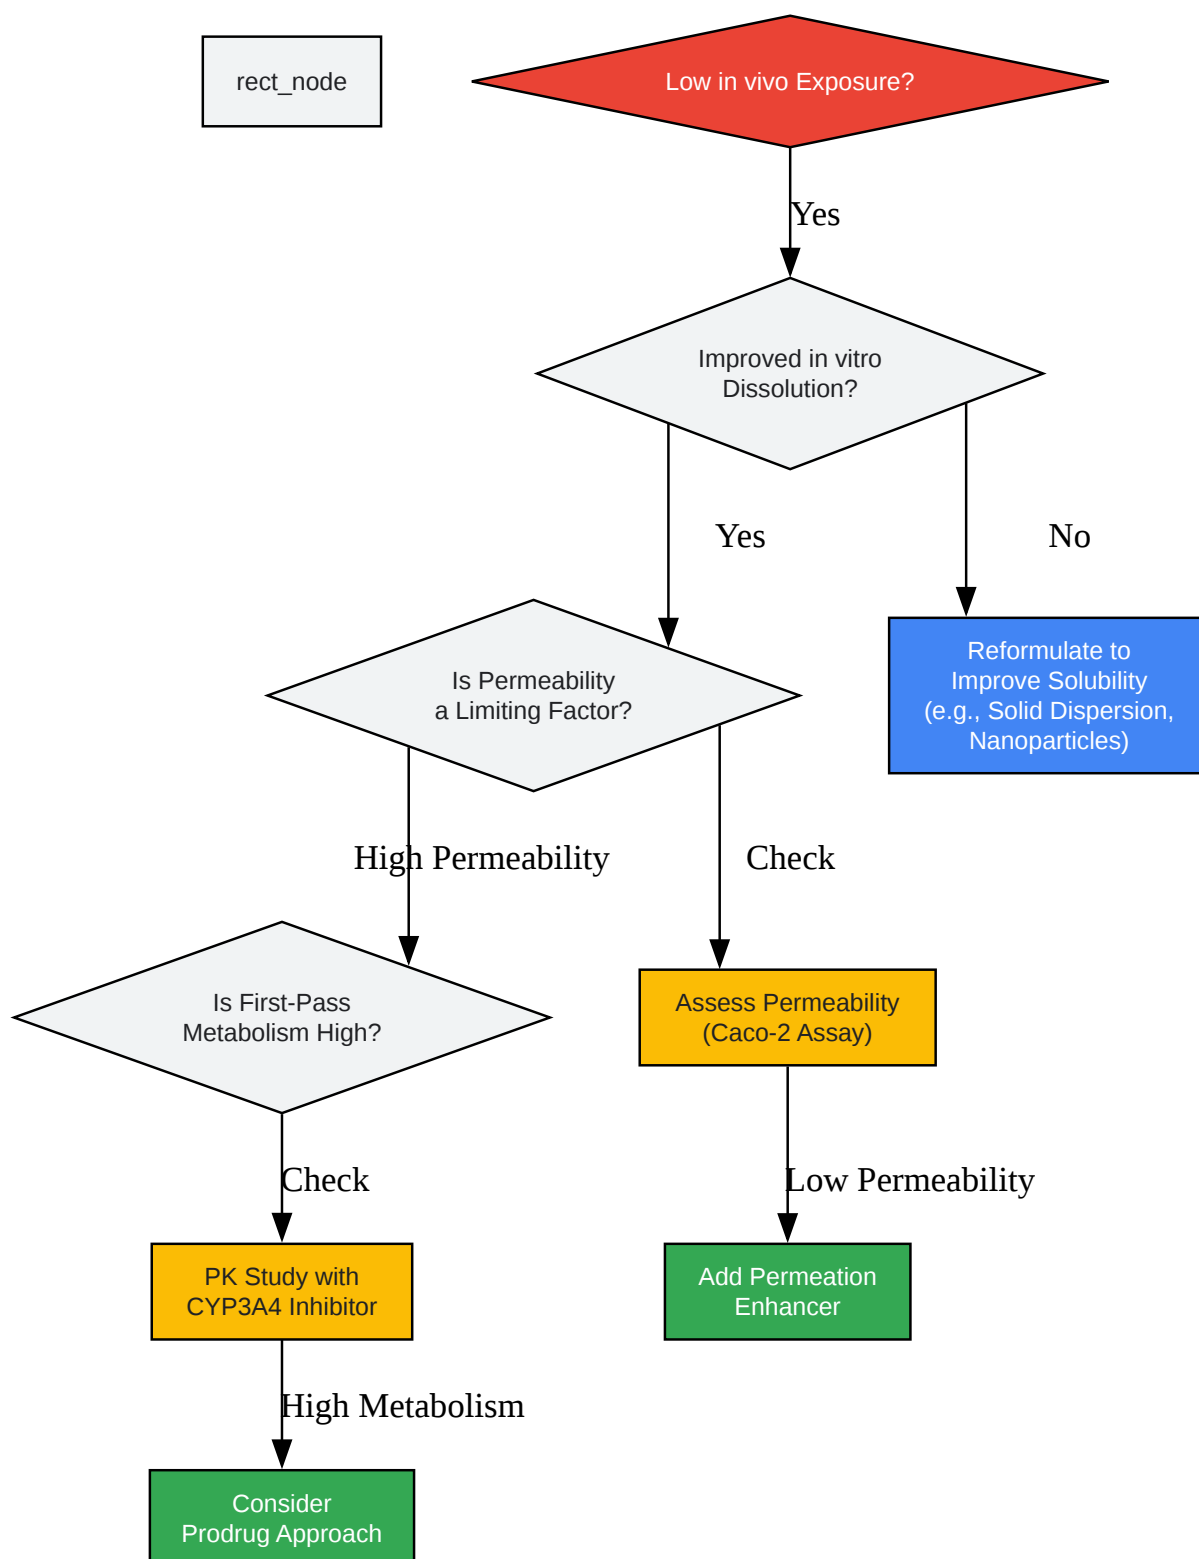 rect_node
Low in vivo Exposure?
Yes
Improved in vitro
Dissolution?
Yes
No
Is Permeability
a Limiting Factor?
Reformulate to
Improve Solubility
(e.g., Solid Dispersion,
Nanoparticles)
High Permeability
Check
Is First-Pass
Metabolism High?
Assess Permeability
(Caco-2 Assay)
Check
Low Permeability
PK Study with
CYP3A4 Inhibitor
Add Permeation
Enhancer
High Metabolism
Consider
Prodrug Approach